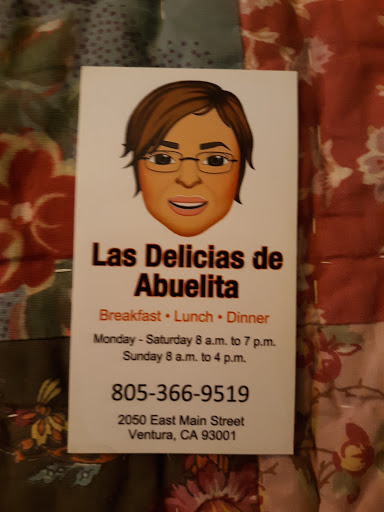 Las Delicias de
Abuelita
Breakfast • Lunch • Dinner
Monday - Saturday 8 a.m. to 7 p.m.
Sunday 8 a.m. to 4 p.m.
805-366-9519
2050 East Main Street
Ventura, CA 93001